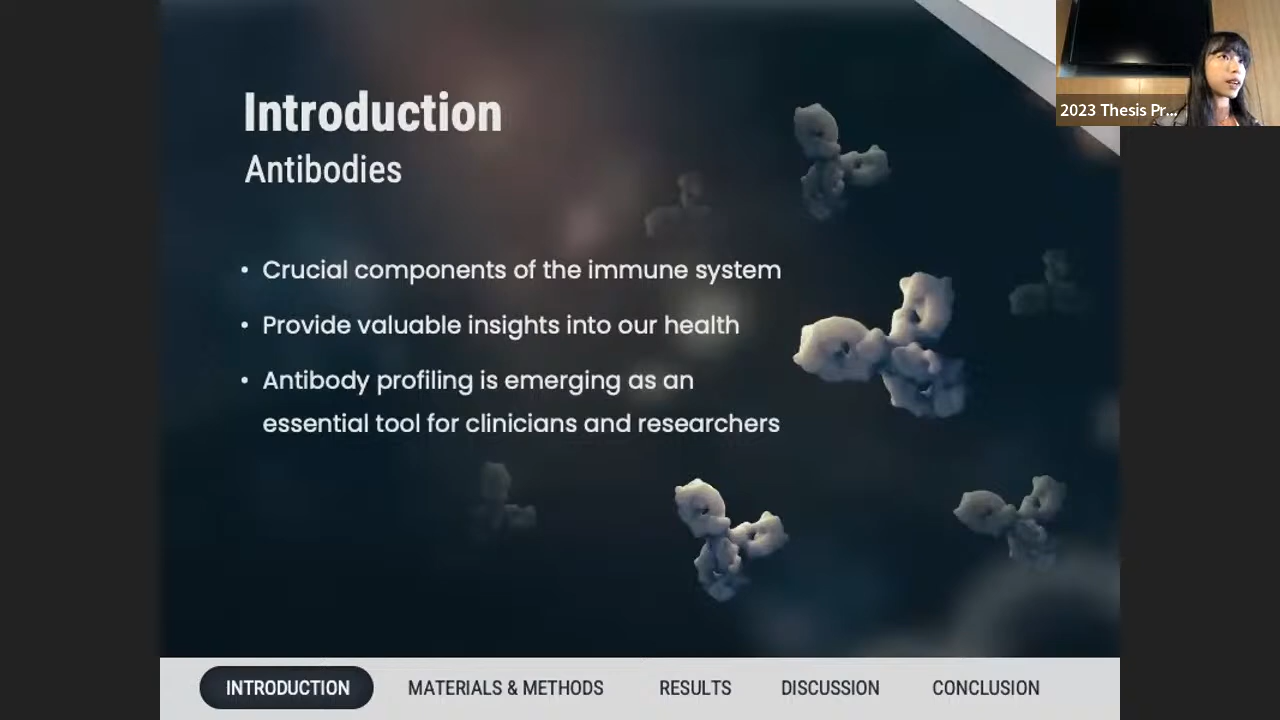 Introduction
Antibodies
2023 Thesis Pr...
• Crucial components of the immune system
• Provide valuable insights into our health
• Antibody profiling is emerging as an
essential tool for clinicians and researchers
INTRODUCTION MATERIALS & METHODS RESULTS DISCUSSION CONCLUSION